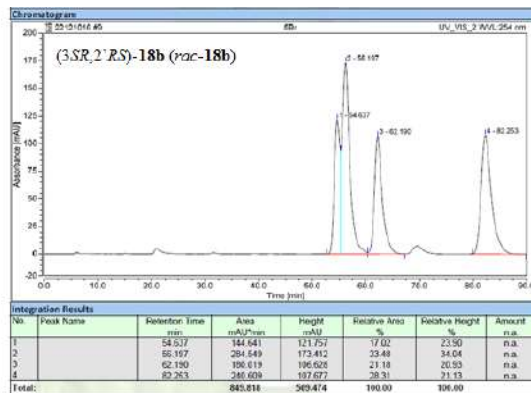 Chromatogram
UV_VIS_2 WVL:254 nm
(3SR,2`RS)-18b (rac-18b)
Absorbance [mAU]
200
175
150
125
100
75
50
25
0
-20
2 - 56.197
1 - 54.637
3 - 62.190
4 - 82.253
0.0 10.0 20.0 30.0 40.0 50.0 60.0 70.0 80.0 90.0
Time [min]
Integration Results
No. Peak Name Retention Time Area Height Relative Area Relative Height Amount
min mAU*min mAU % % n.a.
1 54.637 144.641 121.757 17.02 23.90 n.a.
2 56.197 284.549 173.412 33.48 34.04 n.a.
3 62.190 106.628 21.18 20.93 n.a.
4 107.677 28.31 21.13 n.a.
Total: 849.818 509.474 100.00 100.00